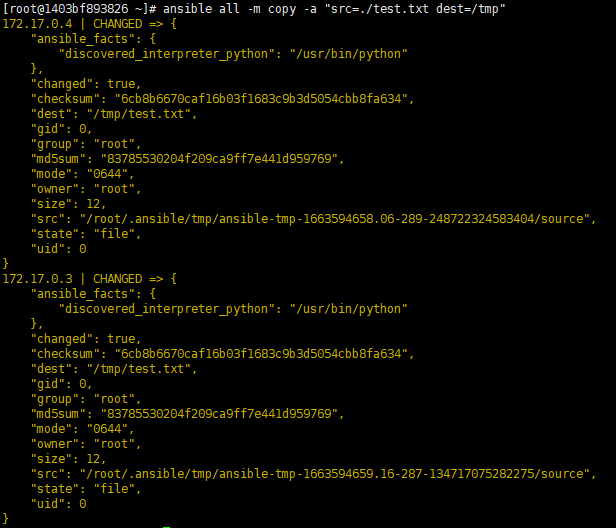 [root@1403bf893826 ~]# ansible all -m copy -a "src=./test.txt dest=/tmp"
172.17.0.4 | CHANGED => {
    "ansible_facts": {
        "discovered_interpreter_python": "/usr/bin/python"
    },
    "changed": true,
    "checksum": "6cb8b6670caf16b03f1683c9b3d5054cbb8fa634",
    "dest": "/tmp/test.txt",
    "gid": 0,
    "group": "root",
    "md5sum": "83785530204f209ca9ff7e441d959769",
    "mode": "0644",
    "owner": "root",
    "size": 12,
    "src": "/root/.ansible/tmp/ansible-tmp-1663594658.06-289-248722324583404/source",
    "state": "file",
    "uid": 0
}
172.17.0.3 | CHANGED => {
    "ansible_facts": {
        "discovered_interpreter_python": "/usr/bin/python"
    },
    "changed": true,
    "checksum": "6cb8b6670caf16b03f1683c9b3d5054cbb8fa634",
    "dest": "/tmp/test.txt",
    "gid": 0,
    "group": "root",
    "md5sum": "83785530204f209ca9ff7e441d959769",
    "mode": "0644",
    "owner": "root",
    "size": 12,
    "src": "/root/.ansible/tmp/ansible-tmp-1663594659.16-287-134717075282275/source",
    "state": "file",
    "uid": 0
}